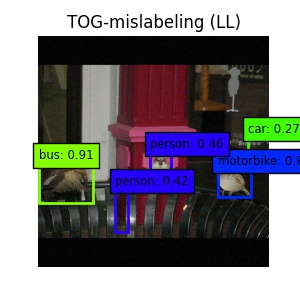 TOG-mislabeling (LL)
car: 0.27
person: 0.46
bus: 0.91
motorbike: 0.8
person: 0.42